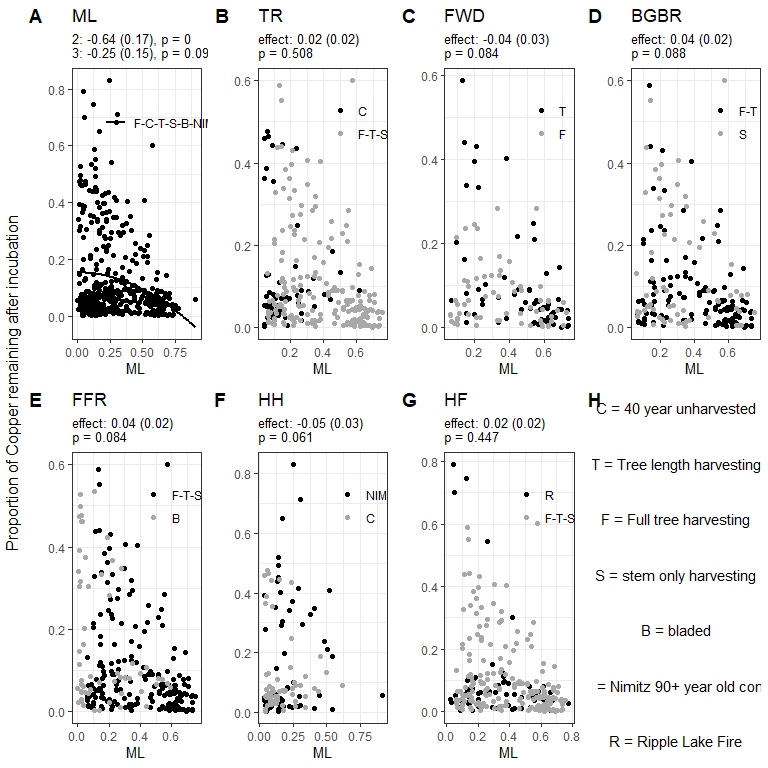 A
ML
2: -0.64 (0.17), p = 0
3: -0.25 (0.15), p = 0.09
0.8
0.6
0.4
0.2
0.0
F-C-T-S-B-NI
0.00 0.25 0.50 0.75
ML
B
TR
effect: 0.02 (0.02)
p = 0.508
0.6
0.4
0.2
0.0
C
F-T-S
0.2 0.4 0.6
ML
C
FWD
effect: -0.04 (0.03)
p = 0.084
0.6
0.4
0.2
0.0
T
F
0.2 0.4 0.6
ML
D
BGBR
effect: 0.04 (0.02)
p = 0.088
0.6
0.4
0.2
0.0
F-T
S
0.2 0.4 0.6
ML
Proportion of Copper remaining after incubation
E
FFR
effect: 0.04 (0.02)
p = 0.084
0.6
0.4
0.2
0.0
F-T-S
B
0.0 0.2 0.4 0.6
ML
F
HH
effect: -0.05 (0.03)
p = 0.061
0.8
0.6
0.4
0.2
0.0
NIM
C
0.00 0.25 0.50 0.75
ML
G
HF
effect: 0.02 (0.02)
p = 0.447
0.8
0.6
0.4
0.2
0.0
R
F-T-S
0.0 0.2 0.4 0.6 0.8
ML
H
C = 40 year unharvested
T = Tree length harvesting
F = Full tree harvesting
S = stem only harvesting
B = bladed
= Nimitz 90+ year old con
R = Ripple Lake Fire